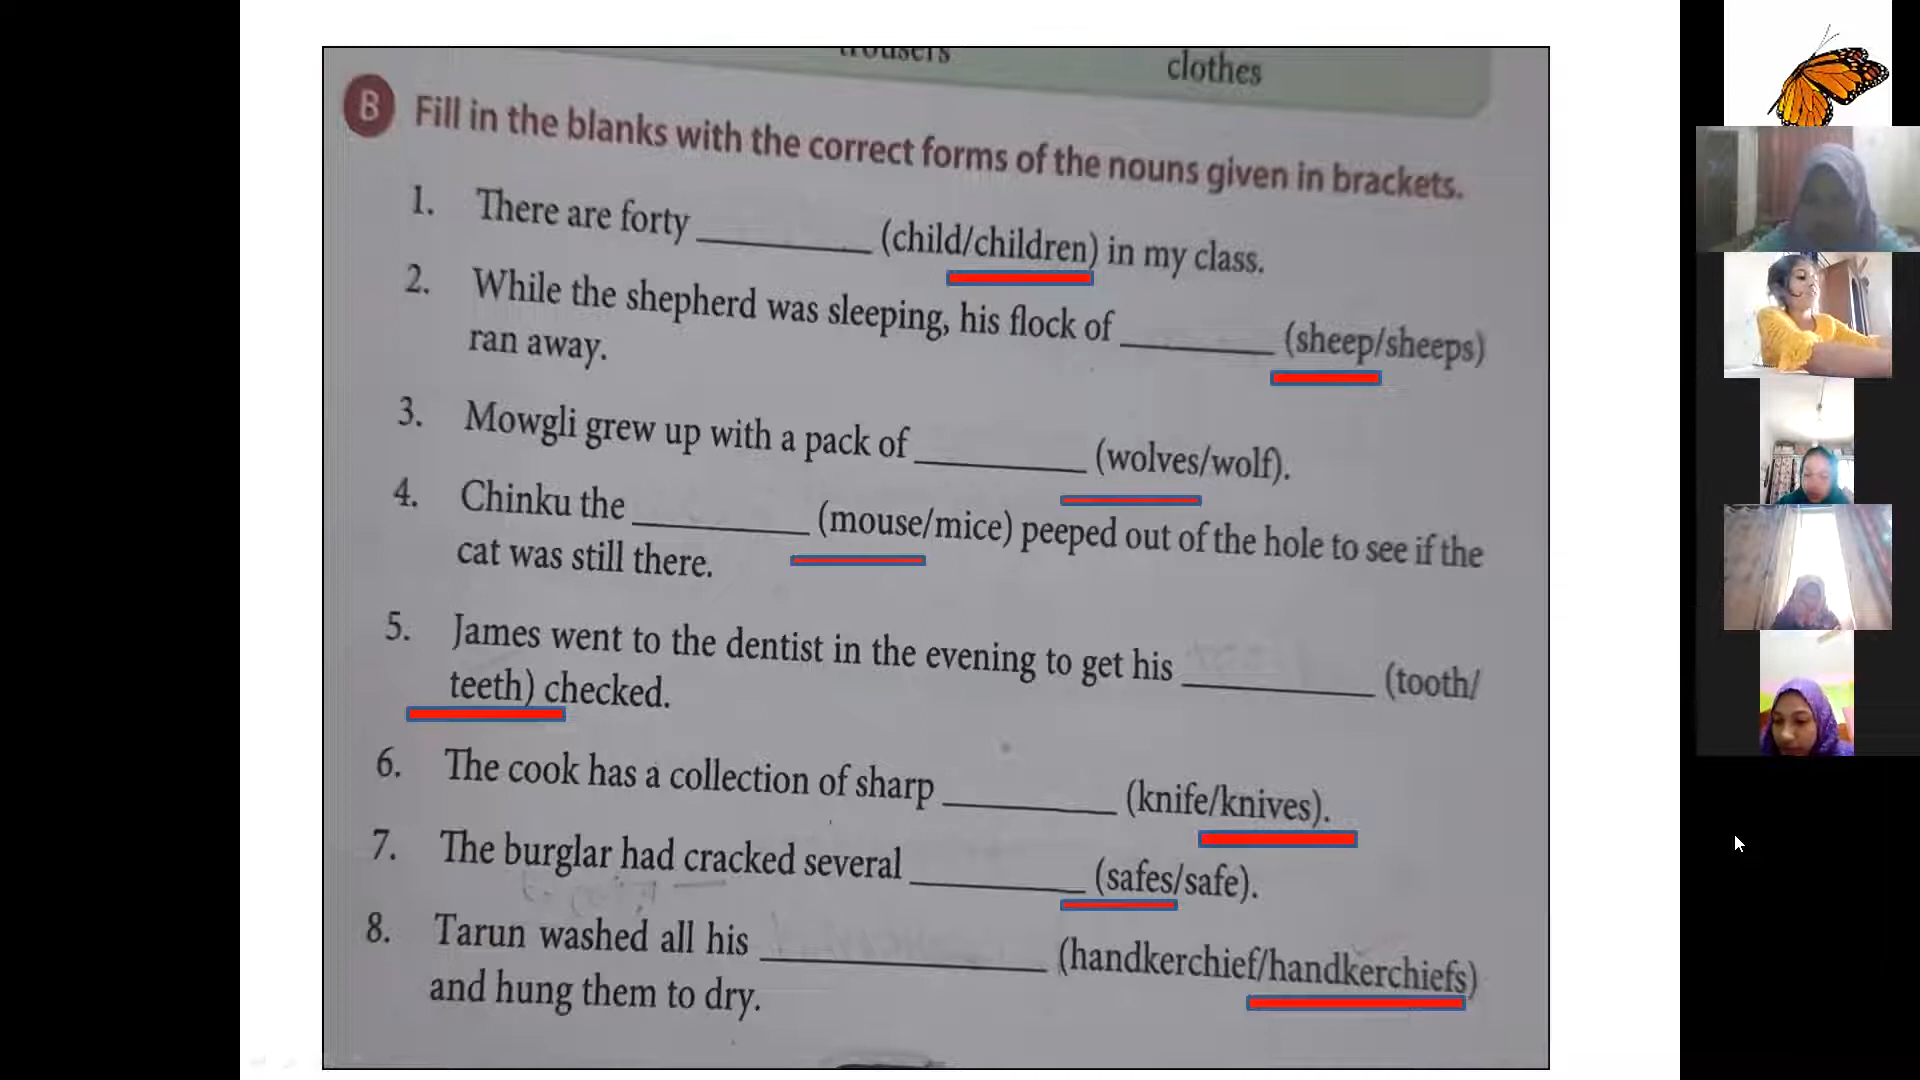 trousers clothes
B Fill in the blanks with the correct forms of the nouns given in brackets.
1. There are forty __________ (child/children) in my class.
2. While the shepherd was sleeping, his flock of __________ (sheep/sheeps)
ran away.
3. Mowgli grew up with a pack of __________ (wolves/wolf).
4. Chinku the __________ (mouse/mice) peeped out of the hole to see if the
cat was still there.
5. James went to the dentist in the evening to get his __________ (tooth/
teeth) checked.
6. The cook has a collection of sharp __________ (knife/knives).
7. The burglar had cracked several __________ (safes/safe).
8. Tarun washed all his __________ (handkerchief/handkerchiefs)
and hung them to dry.